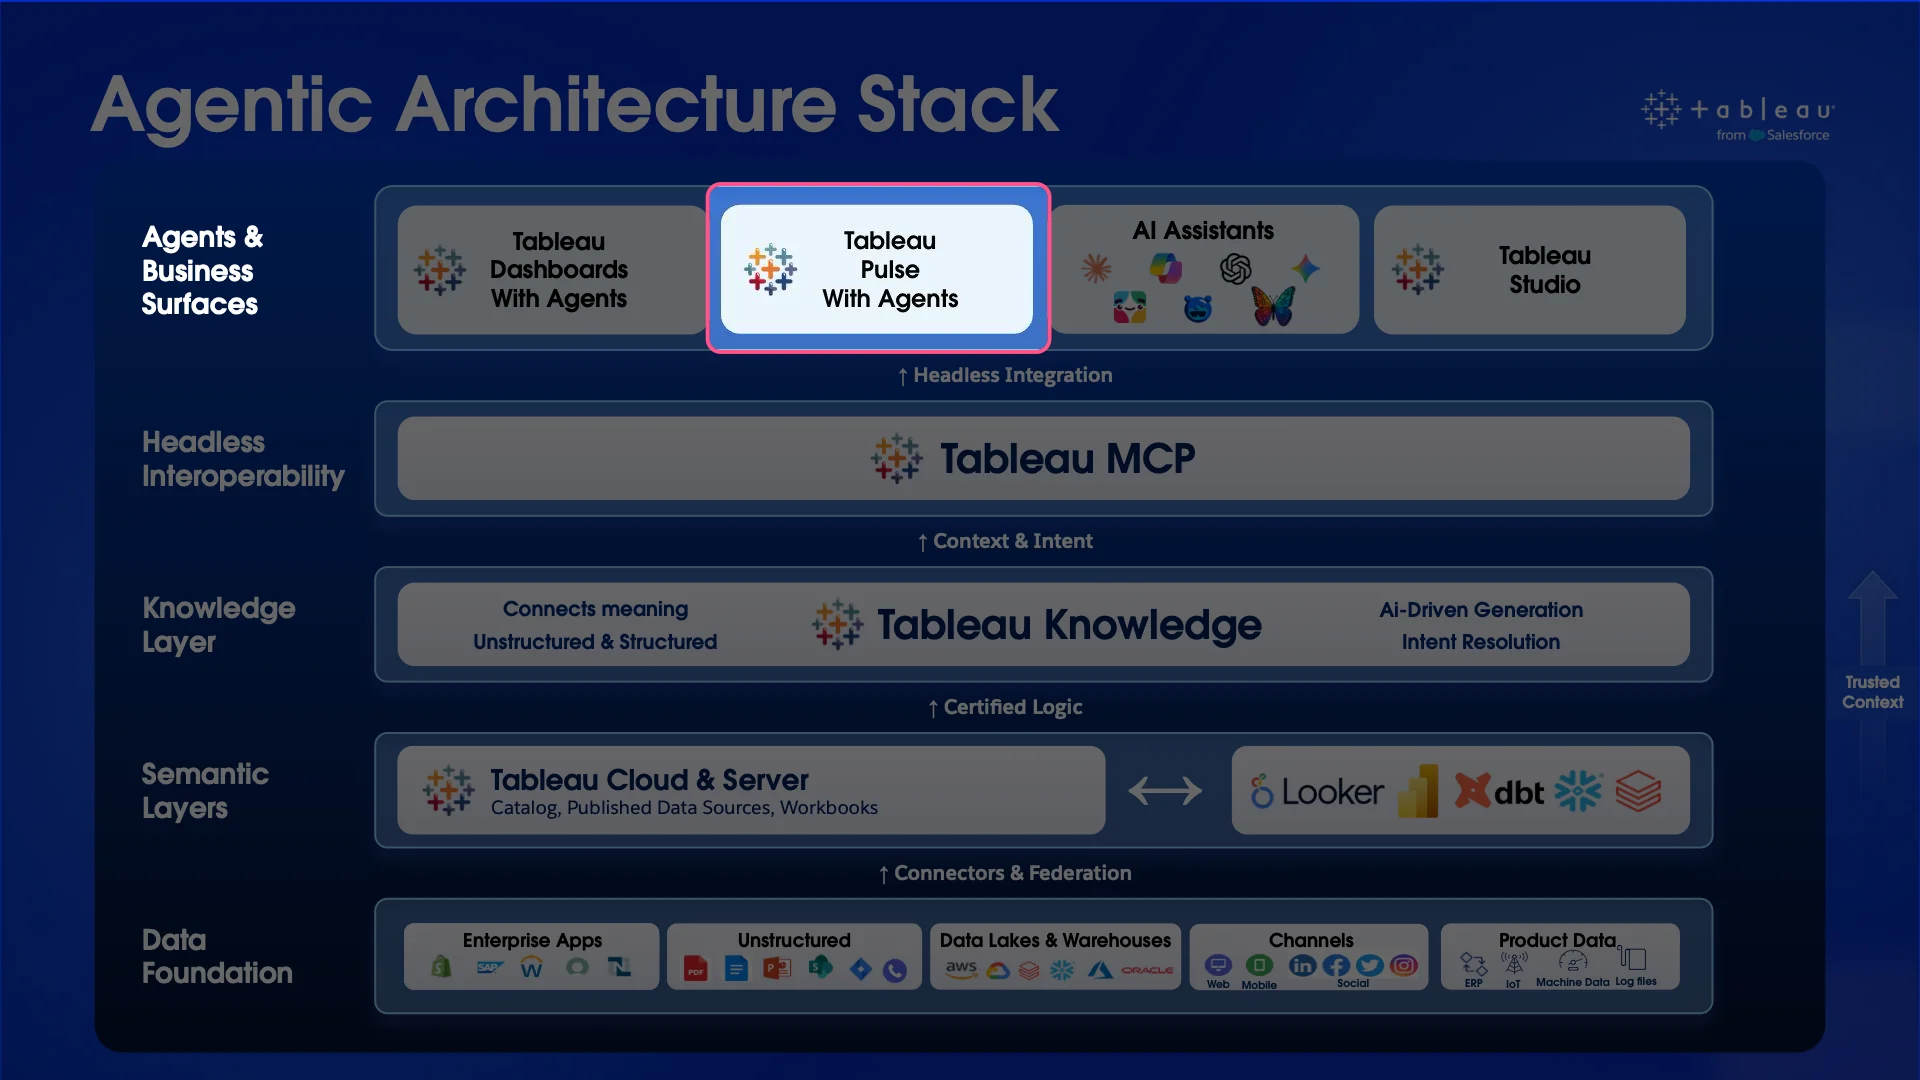 Agentic Architecture Stack
+ableau
from Salesforce
Agents &
Business
Surfaces
Tableau
Dashboards
With Agents
Tableau
Pulse
With Agents
AI Assistants
Tableau
Studio
↑ Headless Integration
Headless
Interoperability
Tableau MCP
↑ Context & Intent
Knowledge
Layer
Connects meaning
Unstructured & Structured
Tableau Knowledge
Ai-Driven Generation
Intent Resolution
Trusted
Context
↑ Certified Logic
Semantic
Layers
Tableau Cloud & Server
Catalog, Published Data Sources, Workbooks
Looker
dbt
↑ Connectors & Federation
Data
Foundation
Enterprise Apps
SAP
Unstructured
PDF
P
Data Lakes & Warehouses
aws
ORACLE
Channels
in
Web
Mobile
Social
Product Data
ERP
IoT
Machine Data
Log files